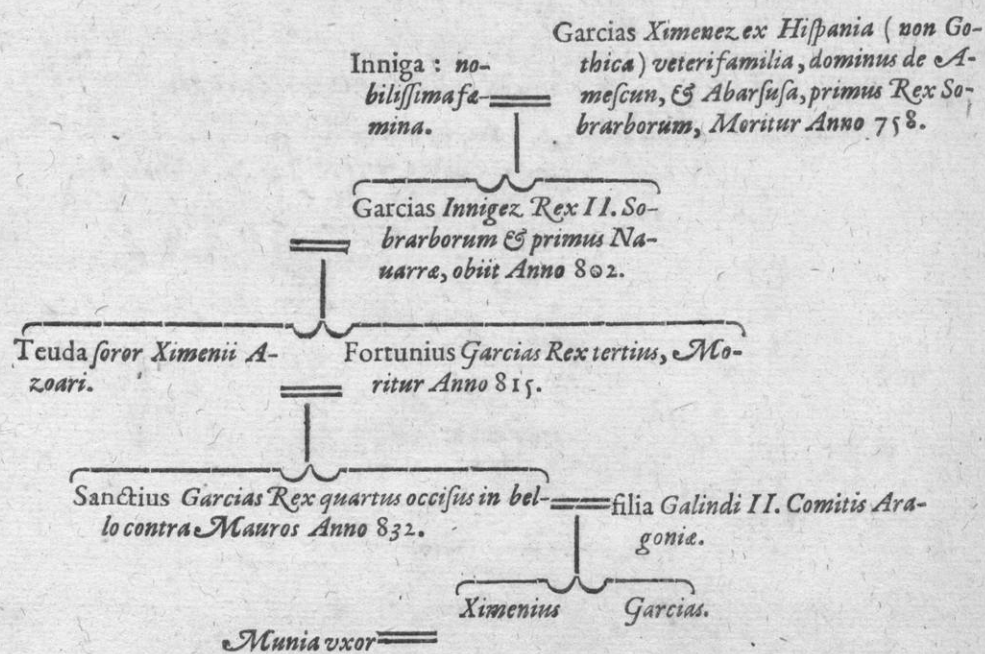 Garcias Ximenez ex Hiſpania (non Go-
thica) veteri familia, dominus de A-
meſcun, & Abarſuſa, primus Rex So-
brarborum, Moritur Anno 758.
Inniga : no-
biliſſima fæ-
mina.
Garcias Innigez Rex II. So-
brarborum & primus Na-
uarræ, obiit Anno 802.
Teuda ſoror Ximenii A-
zoari.
Fortunius Garcias Rex tertius, Mo-
ritur Anno 815.
Sanctius Garcias Rex quartus occiſus in bel-
lo contra Mauros Anno 832.
filia Galindi II. Comitis Ara-
goniæ.
Ximenius Garcias.
Munia vxor